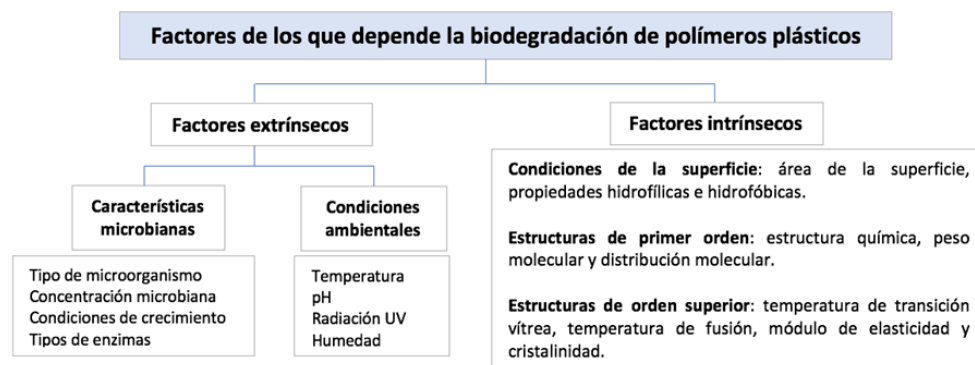 Factores de los que depende la biodegradación de polímeros plásticos
Factores extrínsecos
Características
microbianas
Tipo de microorganismo
Concentración microbiana
Condiciones de crecimiento
Tipos de enzimas
Condiciones
ambientales
Temperatura
pH
Radiación UV
Humedad
Factores intrínsecos
Condiciones de la superficie: área de la superficie,
propiedades hidrofílicas e hidrofóbicas.
Estructuras de primer orden: estructura química, peso
molecular y distribución molecular.
Estructuras de orden superior: temperatura de transición
vítrea, temperatura de fusión, módulo de elasticidad y
cristalinidad.